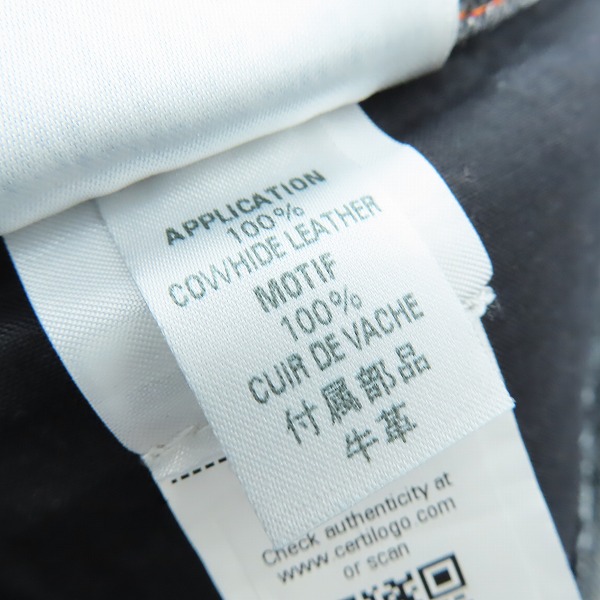 APPLICATION
100%
COWHIDE LEATHER
MOTIF
100%
CUIR DE VACHE
付属部品
牛革
Check authenticity at
www.certilogo.com
or scan